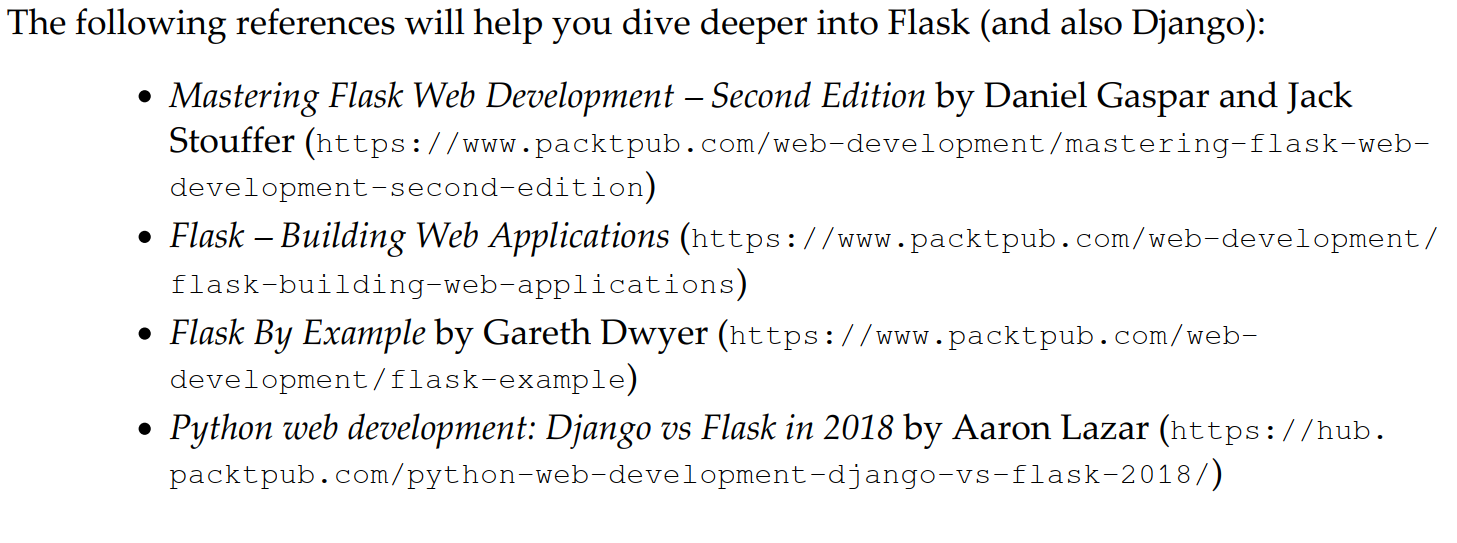 The following references will help you dive deeper into Flask (and also Django):
• Mastering Flask Web Development – Second Edition by Daniel Gaspar and Jack
Stouffer (https://www.packtpub.com/web-development/mastering-flask-web-
development-second-edition)
• Flask – Building Web Applications (https://www.packtpub.com/web-development/
flask-building-web-applications)
• Flask By Example by Gareth Dwyer (https://www.packtpub.com/web-
development/flask-example)
• Python web development: Django vs Flask in 2018 by Aaron Lazar (https://hub.
packtpub.com/python-web-development-django-vs-flask-2018/)